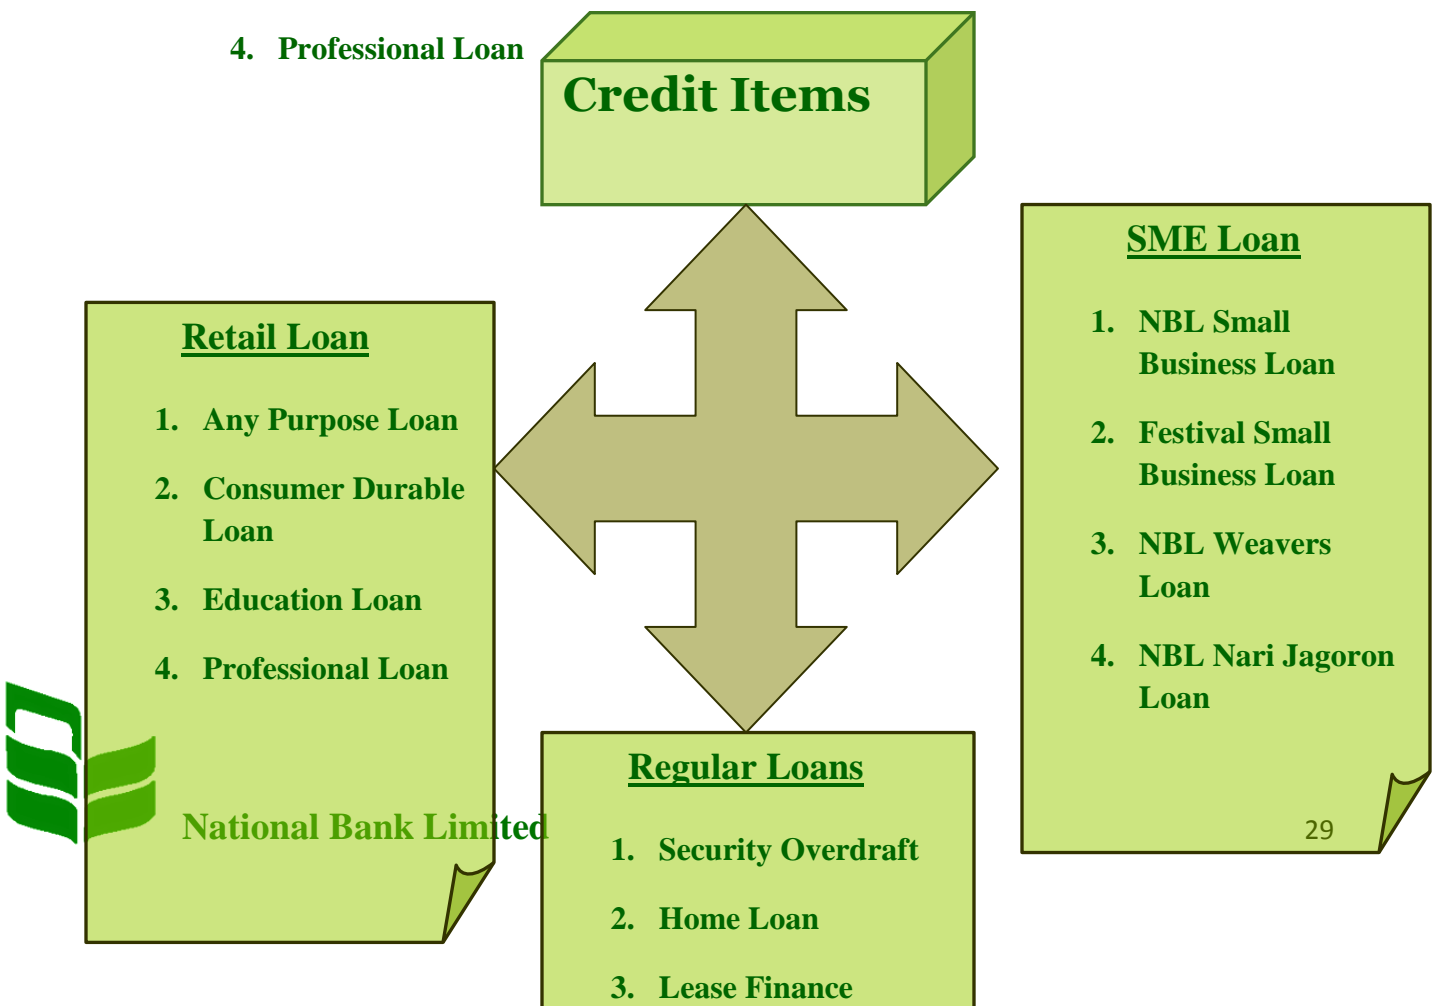 4. Professional Loan
Credit Items
Retail Loan
1. Any Purpose Loan
2. Consumer Durable
Loan
3. Education Loan
4. Professional Loan
SME Loan
1. NBL Small
Business Loan
2. Festival Small
Business Loan
3. NBL Weavers
Loan
4. NBL Nari Jagoron
Loan
Regular Loans
1. Security Overdraft
2. Home Loan
3. Lease Finance
National Bank Limited
29